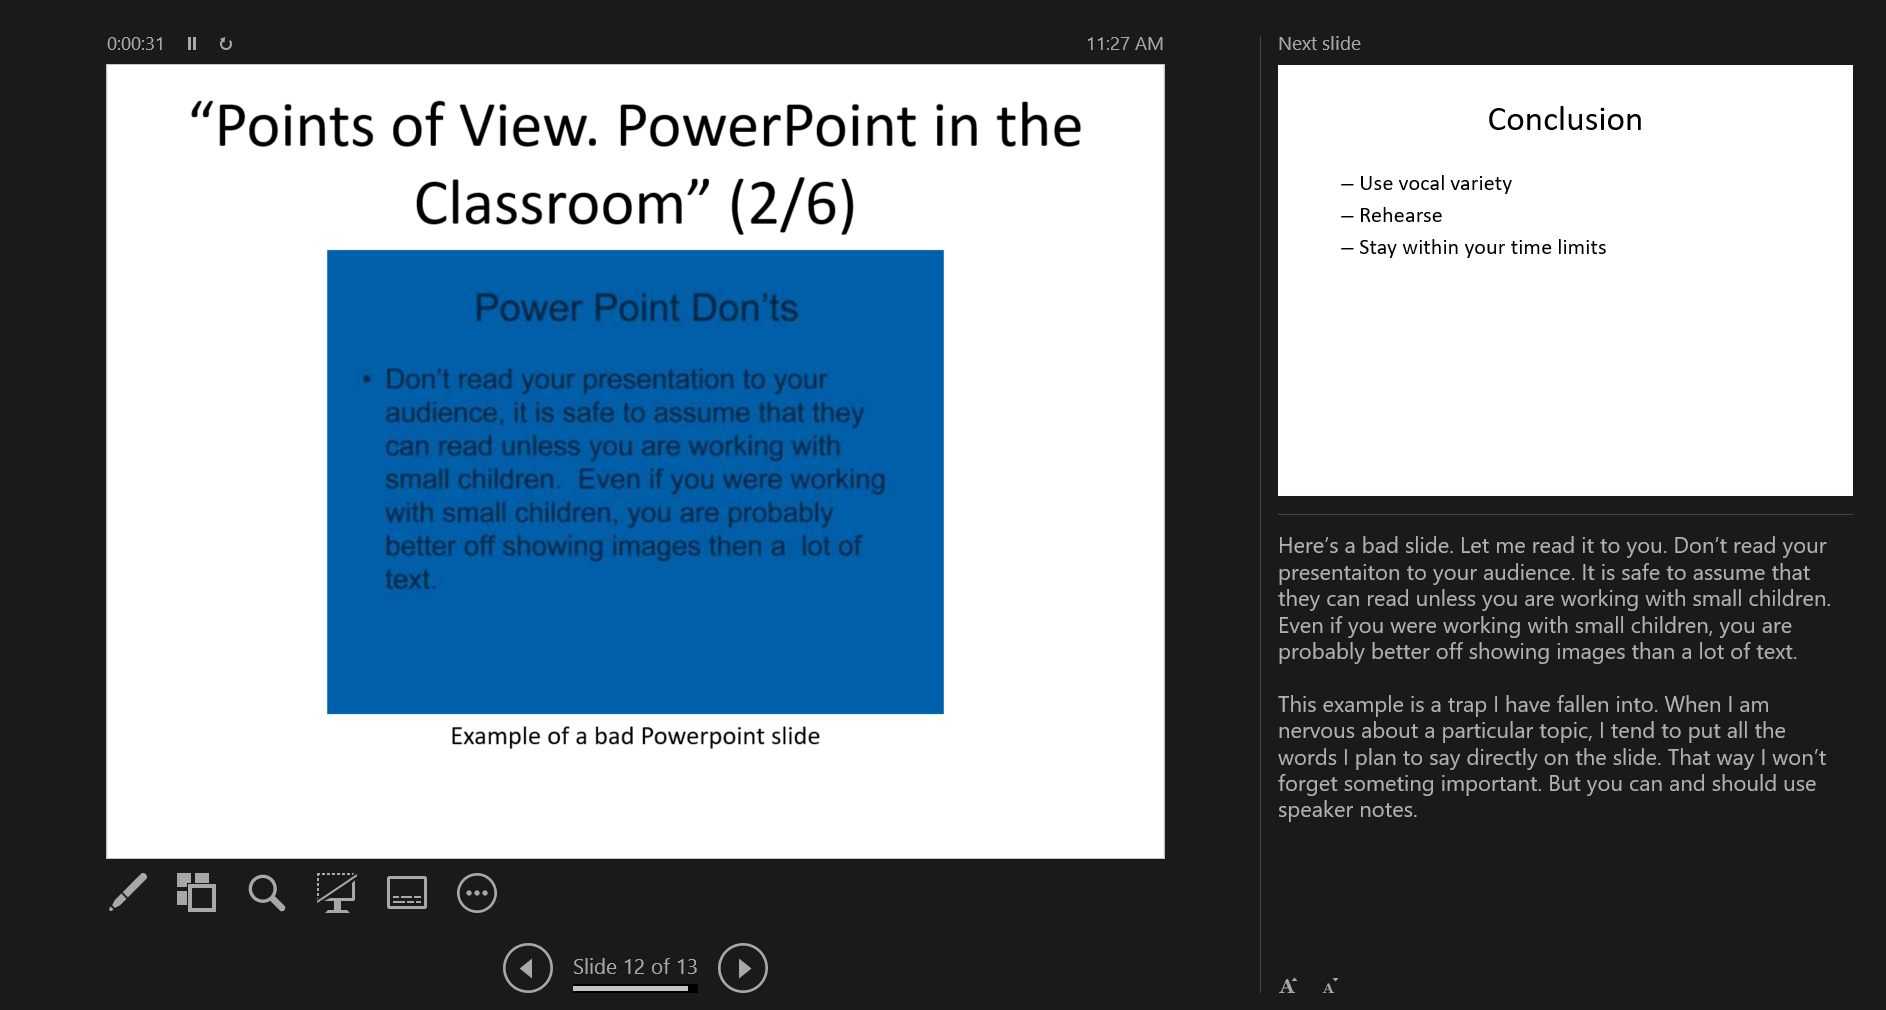 0:00:31
11:27 AM
Next slide
“Points of View. PowerPoint in the
Classroom” (2/6)
Power Point Don’ts
• Don’t read your presentation to your
audience, it is safe to assume that they
can read unless you are working with
small children.  Even if you were working
with small children, you are probably
better off showing images then a  lot of
text.
Example of a bad Powerpoint slide
Slide 12 of 13
Conclusion
– Use vocal variety
– Rehearse
– Stay within your time limits
Here’s a bad slide. Let me read it to you. Don’t read your
presentaiton to your audience. It is safe to assume that
they can read unless you are working with small children.
Even if you were working with small children, you are
probably better off showing images than a lot of text.
This example is a trap I have fallen into. When I am
nervous about a particular topic, I tend to put all the
words I plan to say directly on the slide. That way I won’t
forget someting important. But you can and should use
speaker notes.
A A